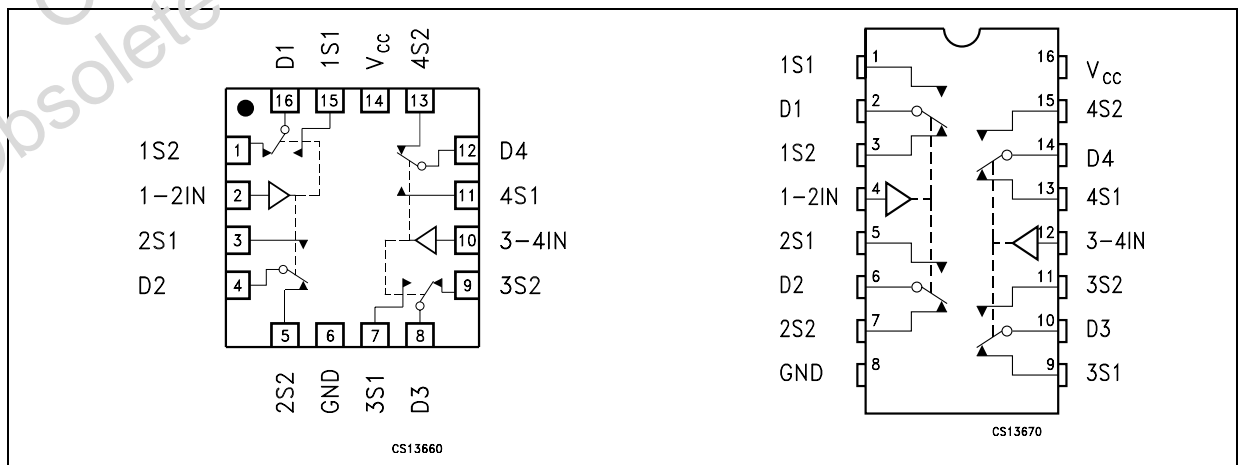 Obsolete
D1
1S1
Vcc
4S2
16
15
14
13
1S2
1
12
D4
1-2IN
2
11
4S1
2S1
3
10
3-4IN
D2
4
9
3S2
5
6
7
8
2S2
GND
3S1
D3
CS13660
1S1
1
16
Vcc
D1
2
15
4S2
1S2
3
14
D4
1-2IN
4
13
4S1
2S1
5
12
3-4IN
D2
6
11
3S2
2S2
7
10
D3
GND
8
9
3S1
CS13670